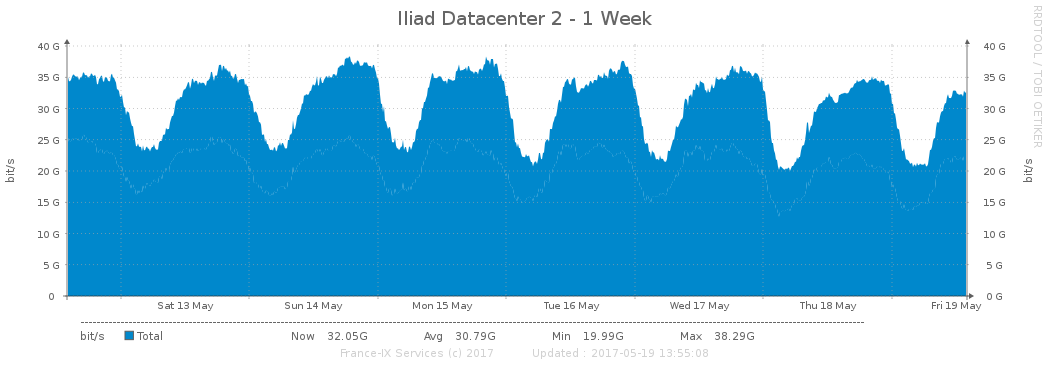 Iliad Datacenter 2 - 1 Week
RRDTOOL / TOBI OETIKER
40 G 40 G
35 G 35 G
30 G 30 G
25 G 25 G
20 G 20 G
15 G 15 G
10 G 10 G
5 G 5 G
0 0 G
bit/s bit/s
Sat 13 May Sun 14 May Mon 15 May Tue 16 May Wed 17 May Thu 18 May Fri 19 May
bit/s Total Now 32.05G Avg 30.79G Min 19.99G Max 38.29G
France-IX Services (c) 2017 Updated : 2017-05-19 13:55:08